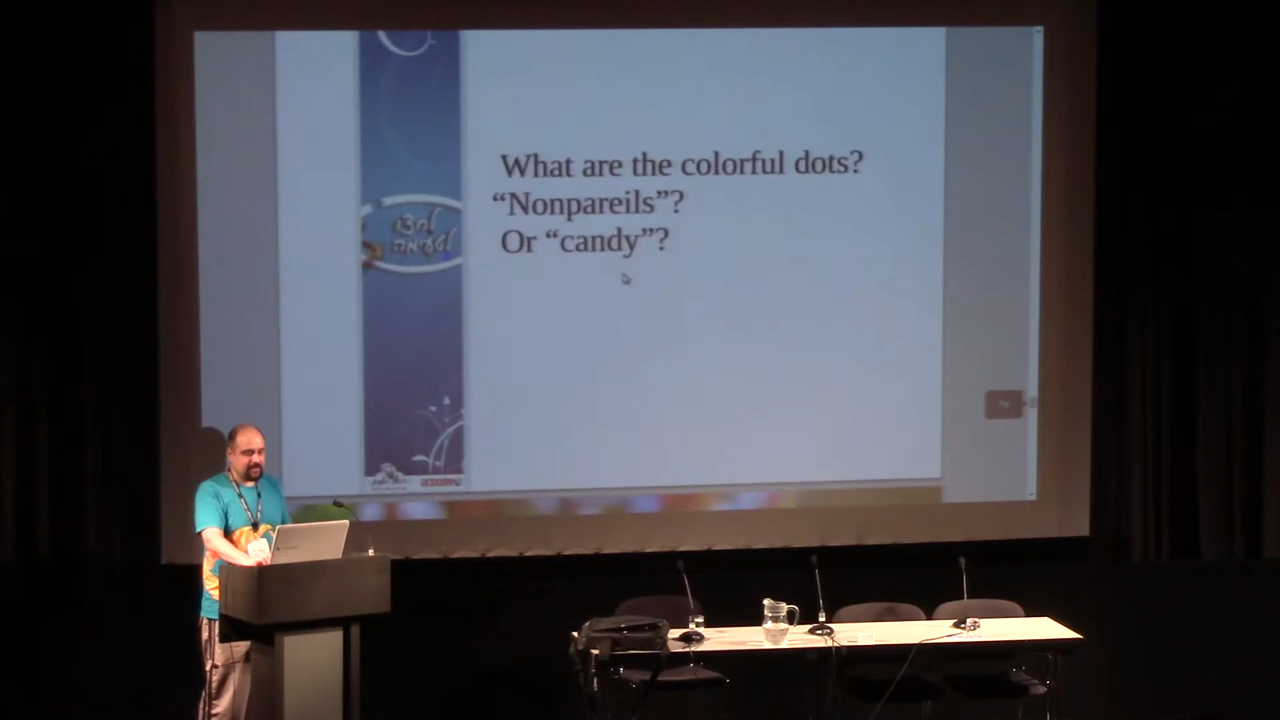 What are the colorful dots?
“Nonpareils”?
Or “candy”?